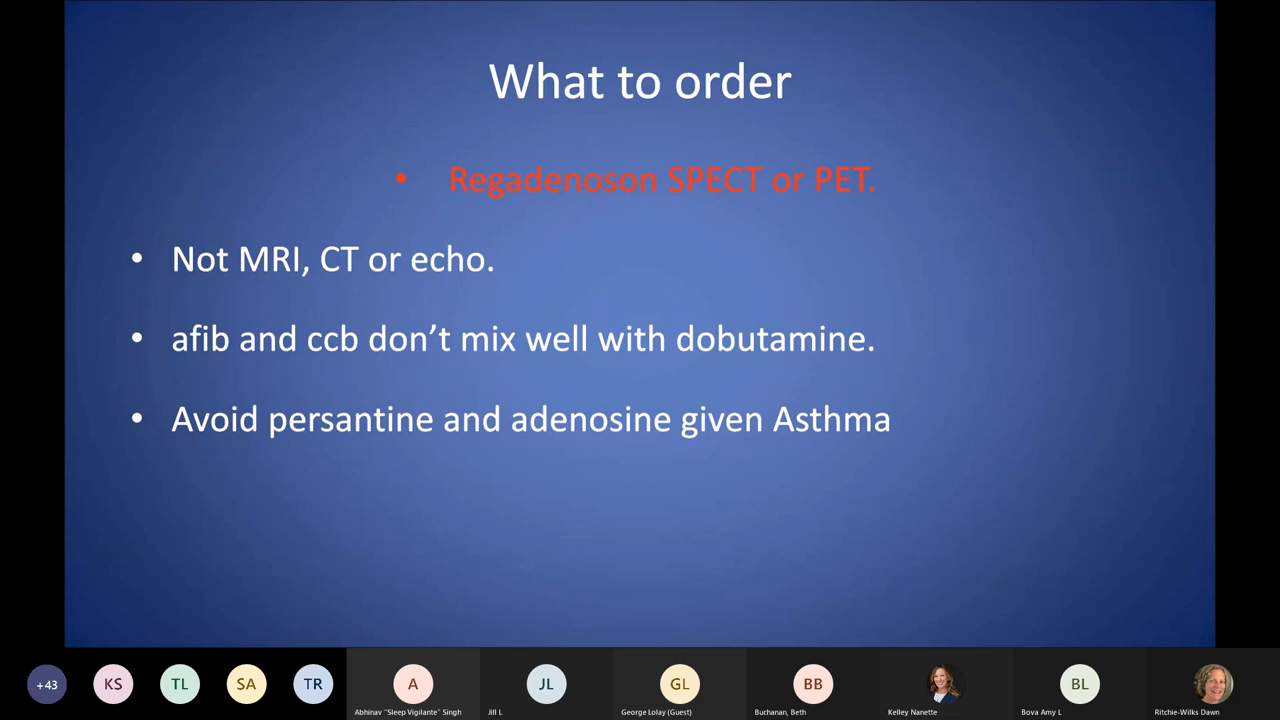 What to order
• Regadenoson SPECT or PET.
• Not MRI, CT or echo.
• afib and ccb don’t mix well with dobutamine.
• Avoid persantine and adenosine given Asthma
+43
KS
TL
SA
TR
A
JL
GL
BB
BL
Abhinav "Sleep Vigilante" Singh
Jill L
George Lolay (Guest)
Buchanan, Beth
Kelley Nanette
Bova Amy L
Ritchie-Wilks Dawn